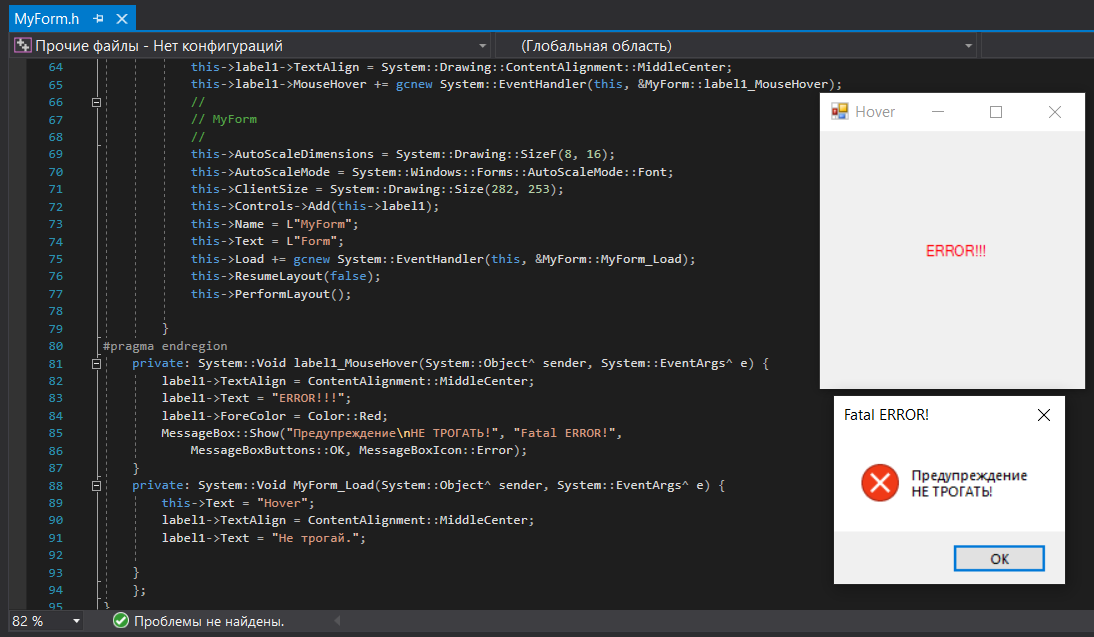 MyForm.h
Прочие файлы - Нет конфигураций
(Глобальная область)
64 this->label1->TextAlign = System::Drawing::ContentAlignment::MiddleCenter;
65 this->label1->MouseHover += gcnew System::EventHandler(this, &MyForm::label1_MouseHover);
66 //
67 // MyForm
68 //
69 this->AutoScaleDimensions = System::Drawing::SizeF(8, 16);
70 this->AutoScaleMode = System::Windows::Forms::AutoScaleMode::Font;
71 this->ClientSize = System::Drawing::Size(282, 253);
72 this->Controls->Add(this->label1);
73 this->Name = L"MyForm";
74 this->Text = L"Form";
75 this->Load += gcnew System::EventHandler(this, &MyForm::MyForm_Load);
76 this->ResumeLayout(false);
77 this->PerformLayout();
78
79 }
80 #pragma endregion
81 private: System::Void label1_MouseHover(System::Object^ sender, System::EventArgs^ e) {
82 label1->TextAlign = ContentAlignment::MiddleCenter;
83 label1->Text = "ERROR!!!";
84 label1->ForeColor = Color::Red;
85 MessageBox::Show("Предупреждение\nНЕ ТРОГАТЬ!", "Fatal ERROR!",
86 MessageBoxButtons::OK, MessageBoxIcon::Error);
87 }
88 private: System::Void MyForm_Load(System::Object^ sender, System::EventArgs^ e) {
89 this->Text = "Hover";
90 label1->TextAlign = ContentAlignment::MiddleCenter;
91 label1->Text = "Не трогай.";
92
93 }
94 };
95 }
82 %
Проблемы не найдены.
Hover
ERROR!!!
Fatal ERROR!
Предупреждение
НЕ ТРОГАТЬ!
OK